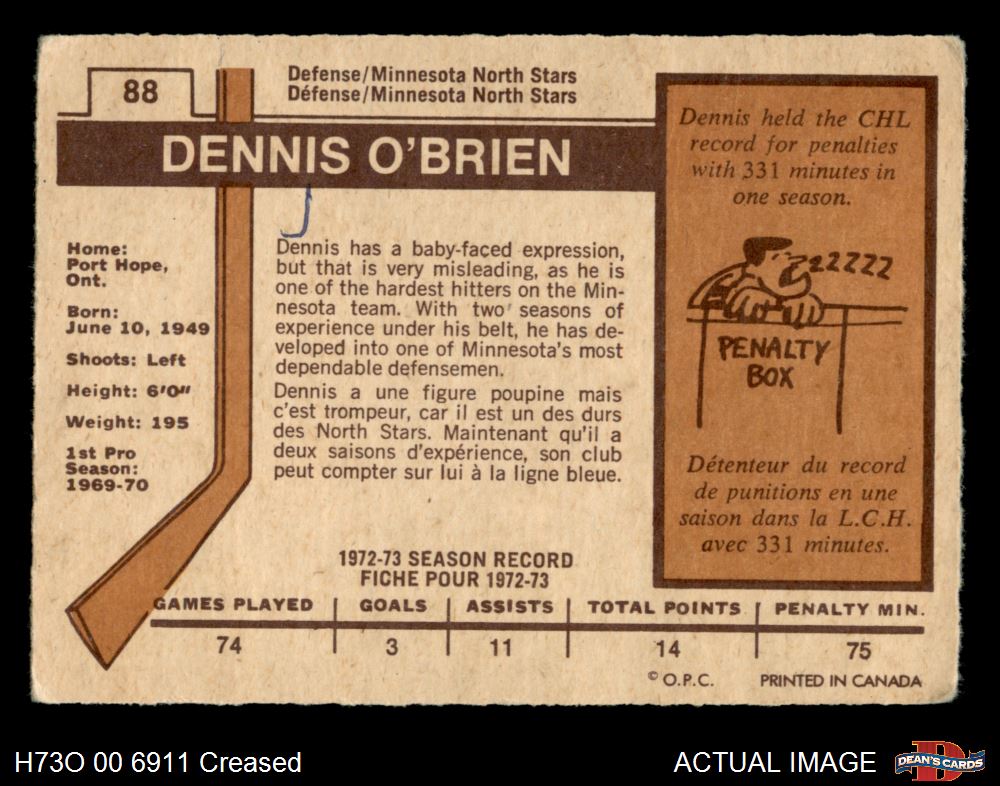 88
Defense/Minnesota North Stars
Défense/Minnesota North Stars
DENNIS O'BRIEN
Home:
Port Hope,
Ont.
Born:
June 10, 1949
Shoots: Left
Height: 6'0"
Weight: 195
1st Pro
Season:
1969-70
Dennis has a baby-faced expression,
but that is very misleading, as he is
one of the hardest hitters on the Min-
nesota team. With two seasons of
experience under his belt, he has de-
veloped into one of Minnesota's most
dependable defensemen.
Dennis a une figure poupine mais
c'est trompeur, car il est un des durs
des North Stars. Maintenant qu'il a
deux saisons d'expérience, son club
peut compter sur lui à la ligne bleue.
Dennis held the CHL
record for penalties
with 331 minutes in
one season.
ZZZZZ
PENALTY
BOX
Détenteur du record
de punitions en une
saison dans la L.C.H.
avec 331 minutes.
1972-73 SEASON RECORD
FICHE POUR 1972-73
GAMES PLAYED GOALS ASSISTS TOTAL POINTS PENALTY MIN.
74 3 11 14 75
© O.P.C. PRINTED IN CANADA
H73O 00 6911 Creased
ACTUAL IMAGE
D
DEAN'S CARDS